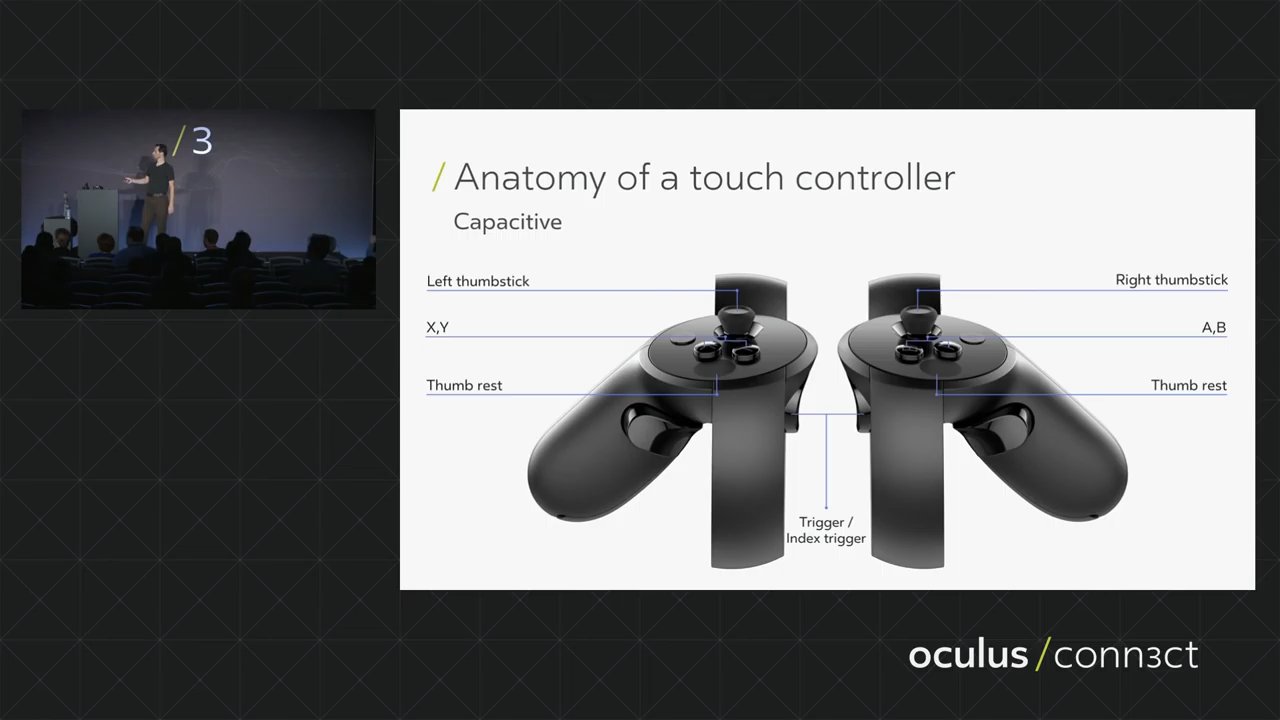 /3
/ Anatomy of a touch controller
Capacitive
Left thumbstick
Right thumbstick
X,Y
A,B
Thumb rest
Thumb rest
Trigger /
Index trigger
oculus /conn3ct